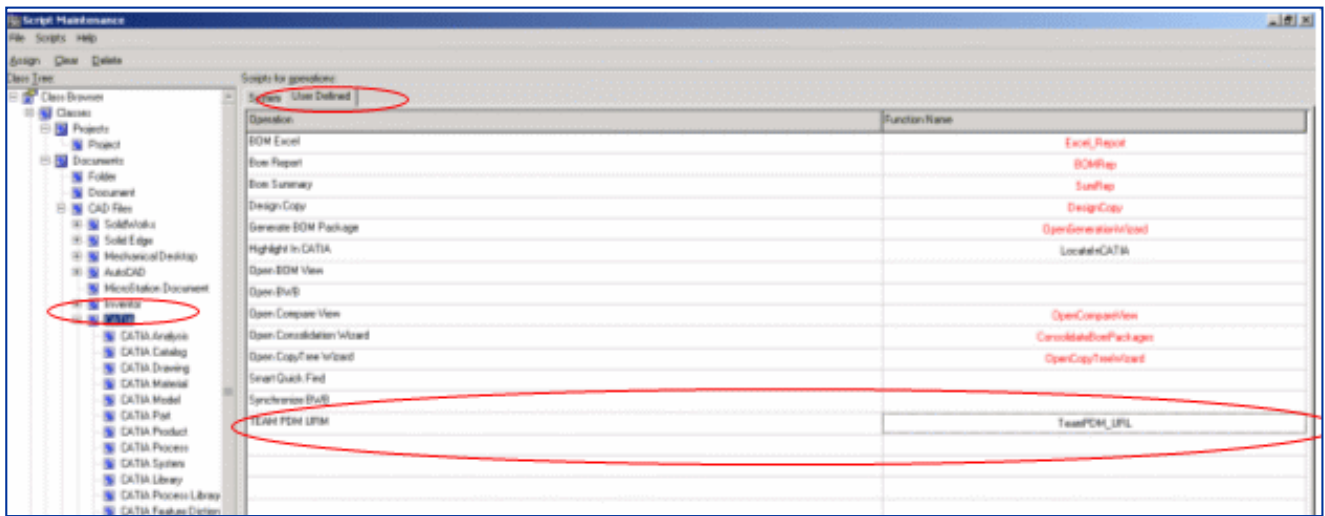 Script Maintenance
File Scripts Help
Assign Clear Delete
Class Tree:
Scripts for operations:
Class Browser
Classes
Projects
Project
Documents
Folder
Document
CAD Files
SolidWorks
Solid Edge
Mechanical Desktop
AutoCAD
MicroStation Document
Inventor
CATIA
CATIA Analysis
CATIA Catalog
CATIA Drawing
CATIA Material
CATIA Model
CATIA Part
CATIA Product
CATIA Process
CATIA System
CATIA Library
CATIA Process Library
CATIA Feature Diction
System User Defined
Operation Function Name
BOM Excel Excel_Report
Bom Report BOMRep
Bom Summary SumRep
Design Copy DesignCopy
Generate BOM Package OpenGenerationWizard
Highlight In CATIA LocateInCATIA
Open BOM View
Open BWB
Open Compare View OpenCompareView
Open Consolidation Wizard ConsolidateBomPackages
Open CopyTree Wizard OpenCopyTreeWizard
Smart Quick Find
Synchronize BWB
TEAM PDM TeamPDM_URL